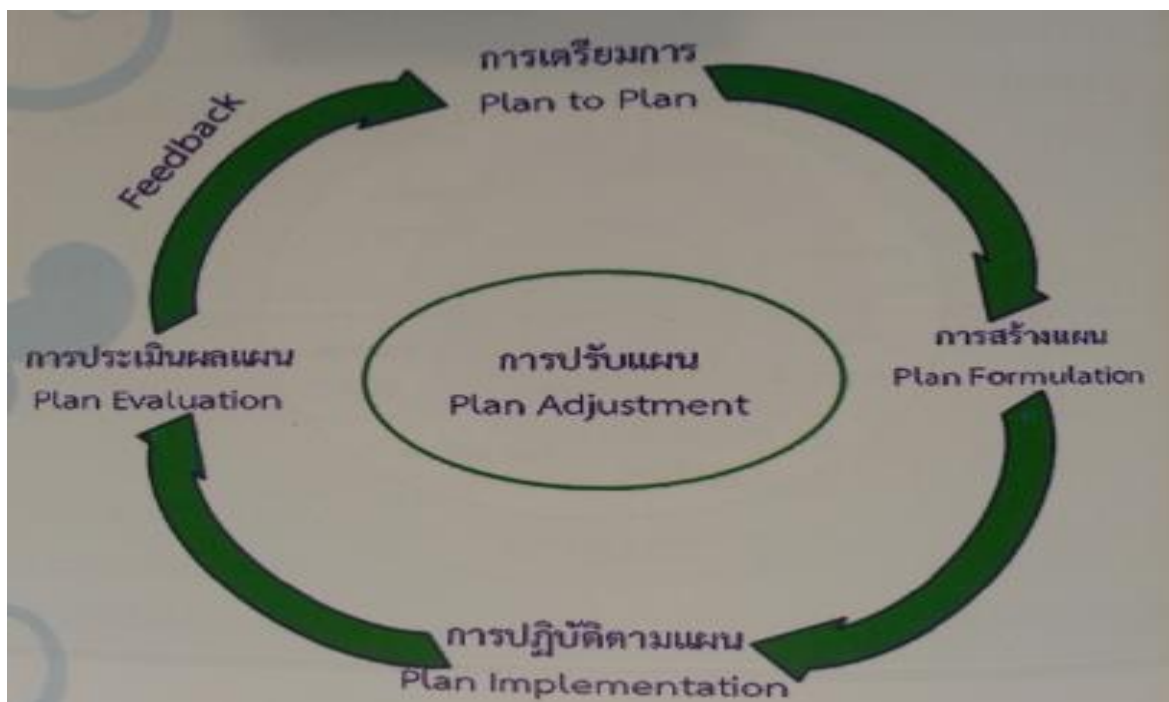 การเตรียมการ
Plan to Plan
Feedback
การสร้างแผน
Plan Formulation
การปฏิบัติตามแผน
Plan Implementation
การประเมินผลแผน
Plan Evaluation
การปรับแผน
Plan Adjustment